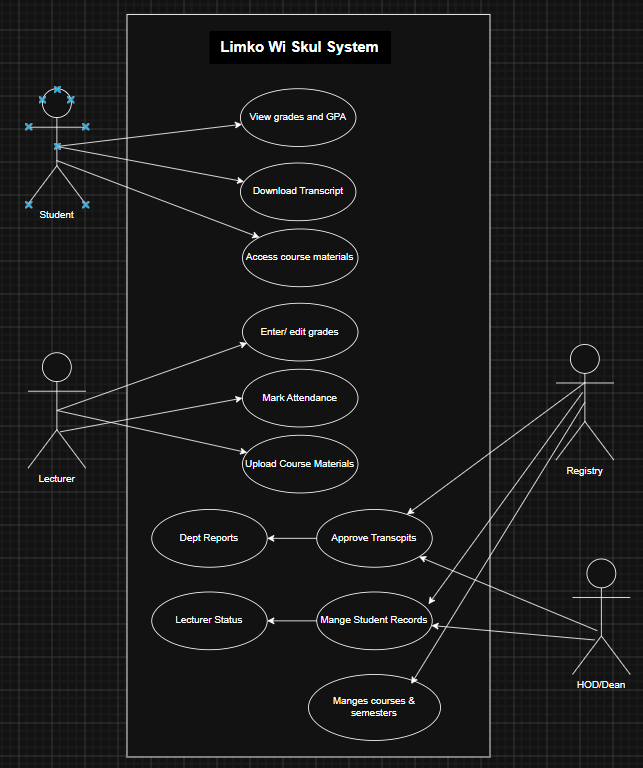 Limko Wi Skul System
View grades and GPA
Download Transcript
Student
Access course materials
Enter/ edit grades
Mark Attendance
Upload Course Materials
Lecturer
Registry
Dept Reports
Approve Transcpits
Lecturer Status
Mange Student Records
HOD/Dean
Manges courses &
semesters